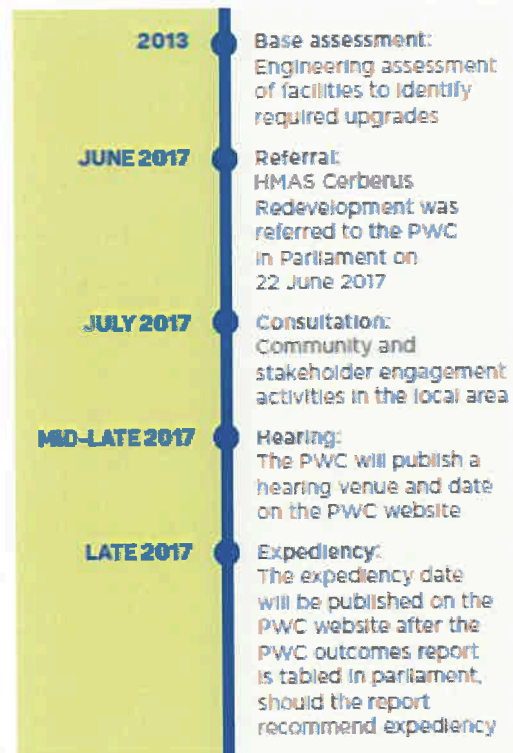 2013
Base assessment:
Engineering assessment
of facilities to identify
required upgrades
JUNE 2017
Referral:
HMAS Cerberus
Redevelopment was
referred to the PWC
in Parliament on
22 June 2017
JULY 2017
Consultation:
Community and
stakeholder engagement
activities in the local area
MID-LATE 2017
Hearing:
The PWC will publish a
hearing venue and date
on the PWC website
LATE 2017
Expediency:
The expediency date
will be published on the
PWC website after the
PWC outcomes report
is tabled in parliament,
should the report
recommend expediency